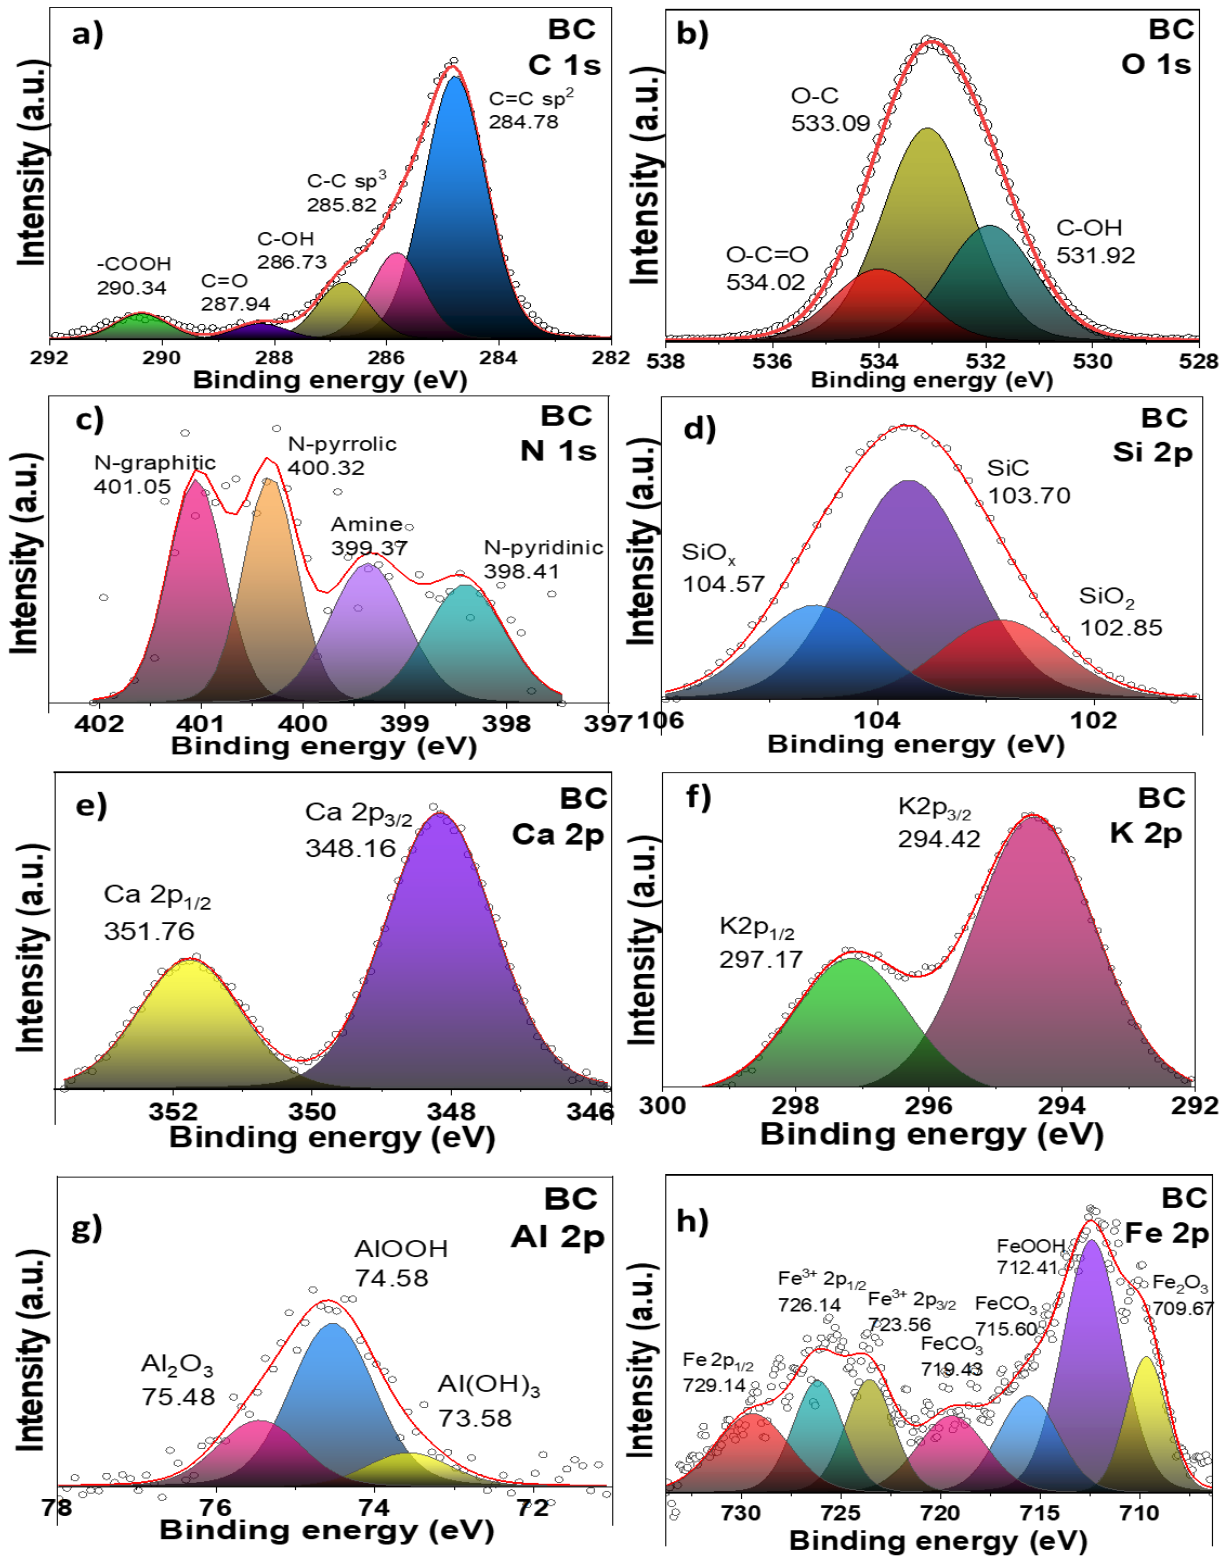 a)
BC
C 1s
C=C sp²
284.78
C-C sp³
285.82
C-OH
286.73
-COOH
290.34
C=O
287.94
Intensity (a.u.)
292 290 288 286 284 282
Binding energy (eV)
b)
BC
O 1s
O-C
533.09
C-OH
531.92
O-C=O
534.02
Intensity (a.u.)
538 536 534 532 530 528
Binding energy (eV)
c)
BC
N 1s
N-pyrrolic
400.32
N-graphitic
401.05
Amine
399.37
N-pyridinic
398.41
Intensity (a.u.)
402 401 400 399 398 397
Binding energy (eV)
d)
BC
Si 2p
SiC
103.70
SiOₓ
104.57
SiO₂
102.85
Intensity (a.u.)
106 104 102
Binding energy (eV)
e)
BC
Ca 2p
Ca 2p₃/₂
348.16
Ca 2p₁/₂
351.76
Intensity (a.u.)
352 350 348 346
Binding energy (eV)
f)
BC
K 2p
K2p₃/₂
294.42
K2p₁/₂
297.17
Intensity (a.u.)
300 298 296 294 292
Binding energy (eV)
g)
BC
Al 2p
AlOOH
74.58
Al₂O₃
75.48
Al(OH)₃
73.58
Intensity (a.u.)
78 76 74 72
Binding energy (eV)
h)
BC
Fe 2p
FeOOH
712.41
Fe³⁺ 2p₁/₂
726.14
Fe³⁺ 2p₃/₂
723.56
FeCO₃
715.60
Fe₂O₃
709.67
FeCO₃
719.43
Fe 2p₁/₂
729.14
Intensity (a.u.)
730 725 720 715 710
Binding energy (eV)